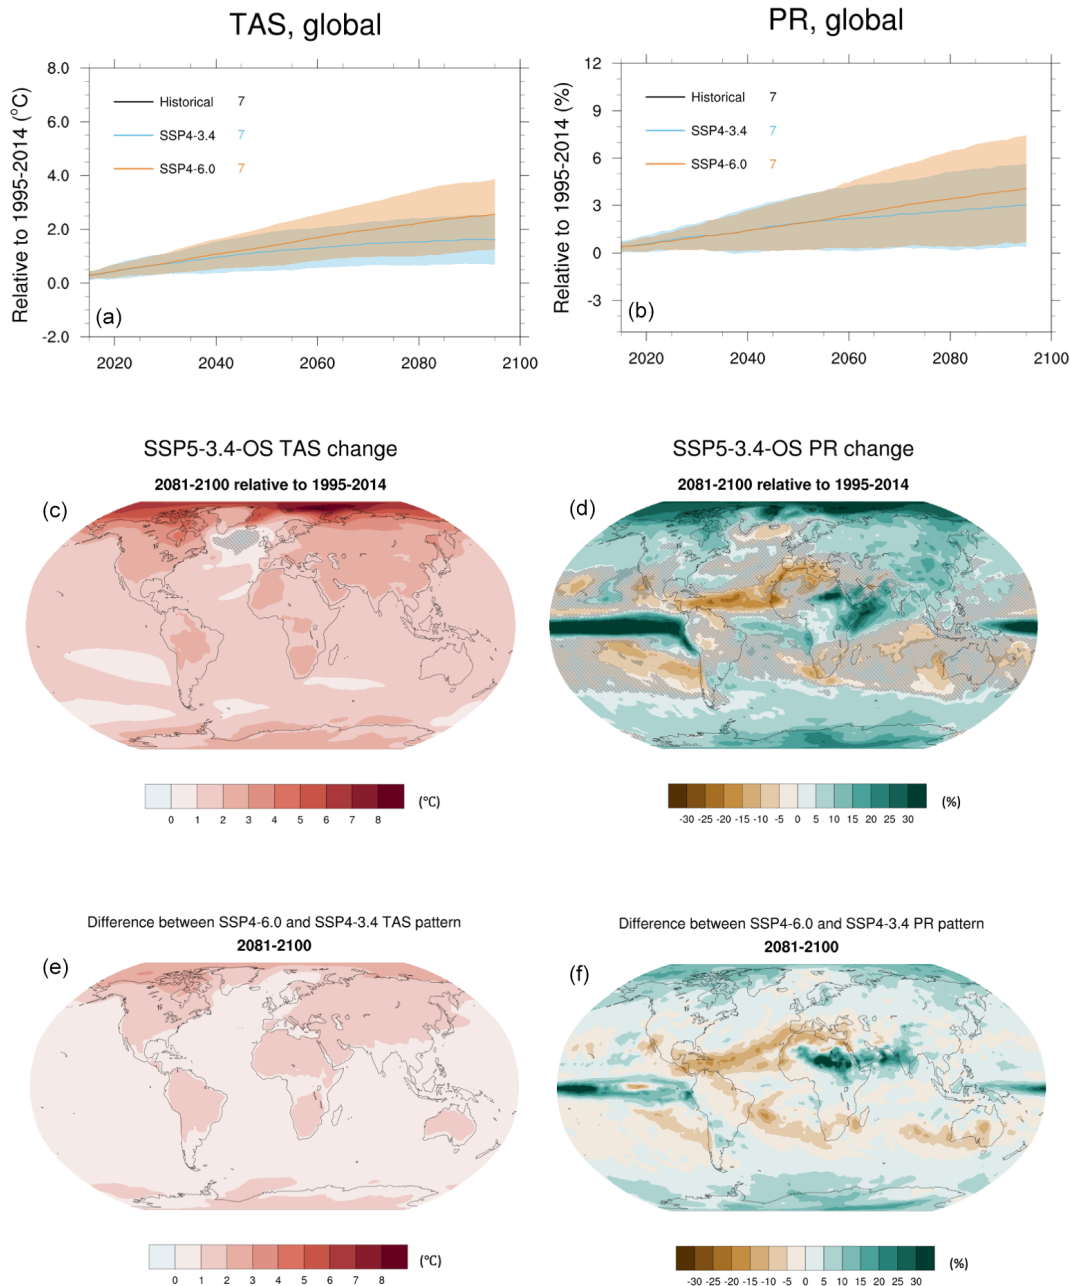 TAS, global
Relative to 1995-2014 (°C)
8.0
6.0
4.0
2.0
0.0
-2.0
Historical 7
SSP4-3.4 7
SSP4-6.0 7
(a)
2020 2040 2060 2080 2100
PR, global
Relative to 1995-2014 (%)
12
9
6
3
0
-3
Historical 7
SSP4-3.4 7
SSP4-6.0 7
(b)
2020 2040 2060 2080 2100
SSP5-3.4-OS TAS change
2081-2100 relative to 1995-2014
(c)
0 1 2 3 4 5 6 7 8
(°C)
SSP5-3.4-OS PR change
2081-2100 relative to 1995-2014
(d)
-30 -25 -20 -15 -10 -5 0 5 10 15 20 25 30
(%)
Difference between SSP4-6.0 and SSP4-3.4 TAS pattern
2081-2100
(e)
0 1 2 3 4 5 6 7 8
(°C)
Difference between SSP4-6.0 and SSP4-3.4 PR pattern
2081-2100
(f)
-30 -25 -20 -15 -10 -5 0 5 10 15 20 25 30
(%)